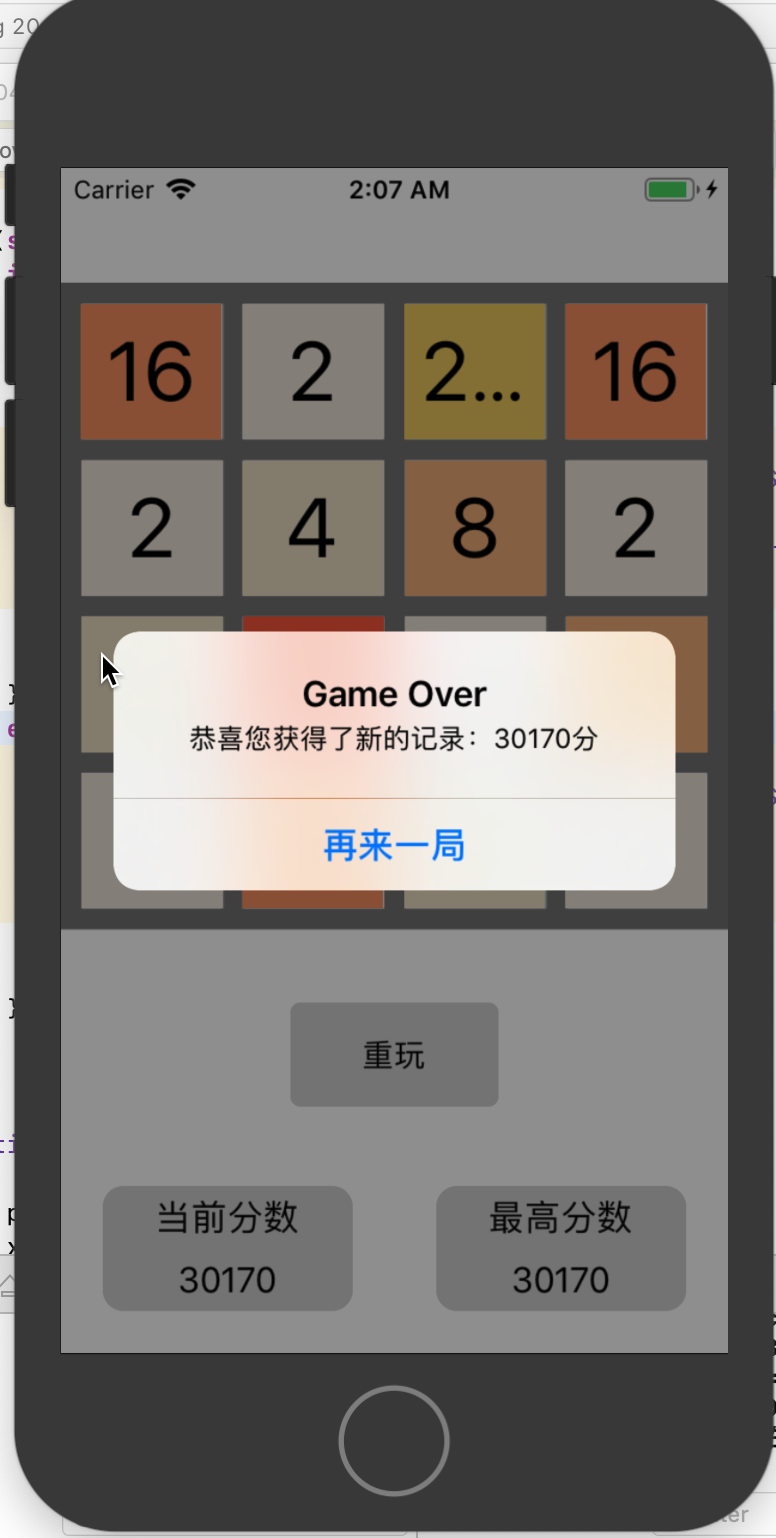 Carrier 2:07 AM
16 2 2... 16
2 4 8 2
Game Over
恭喜您获得了新的记录：30170分
再来一局
重玩
当前分数 最高分数
30170 30170